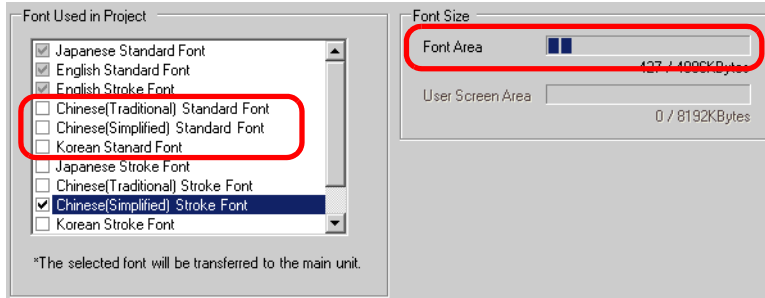 Font Used in Project
Japanese Standard Font
English Standard Font
English Stroke Font
Chinese(Traditional) Standard Font
Chinese(Simplified) Standard Font
Korean Stanard Font
Japanese Stroke Font
Chinese(Traditional) Stroke Font
Chinese(Simplified) Stroke Font
Korean Stroke Font
*The selected font will be transferred to the main unit.
Font Size
Font Area
427 / 4096KBytes
User Screen Area
0 / 8192KBytes